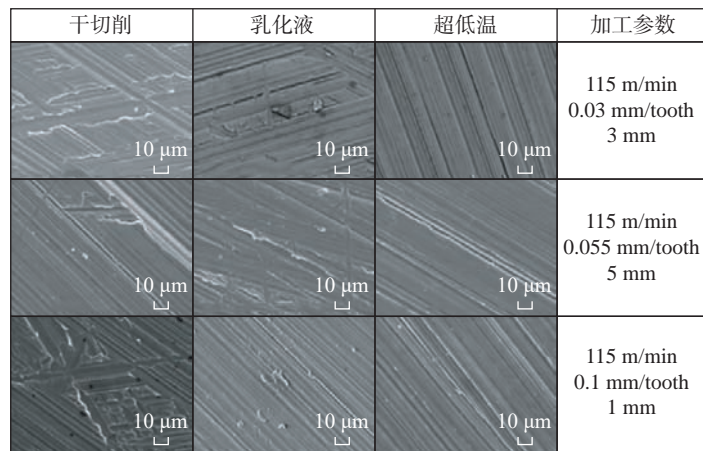 干切削 乳化液 超低温 加工参数
10 μm 10 μm 10 μm
115 m/min
0.03 mm/tooth
3 mm
10 μm 10 μm 10 μm
115 m/min
0.055 mm/tooth
5 mm
10 μm 10 μm 10 μm
115 m/min
0.1 mm/tooth
1 mm